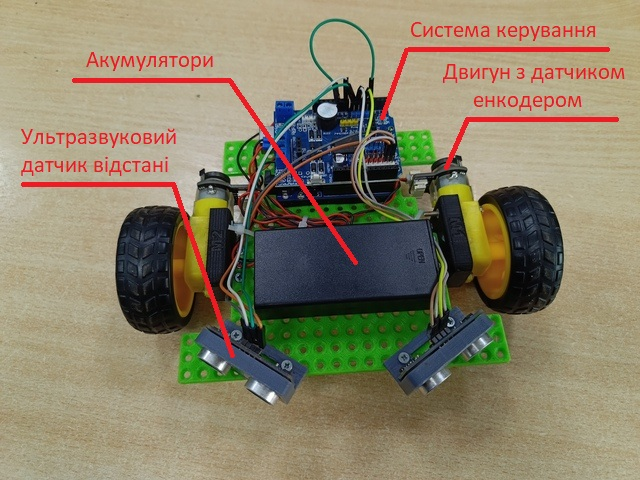 Система керування
Акумулятори
Двигун з датчиком
енкодером
Ультразвуковий
датчик відстані